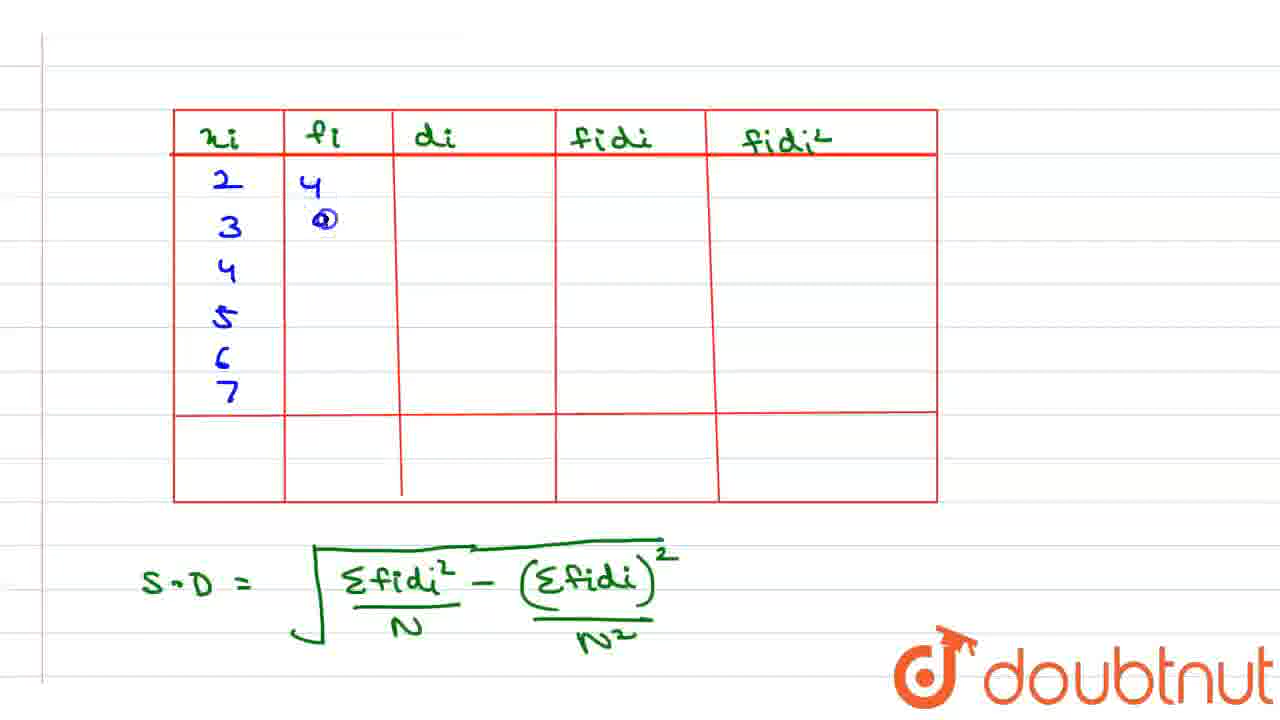 xi fi di fidi fidi²
2 4
3
4
5
6
7
S.D = √(Σfidi²/N - (Σfidi)²/N²)
doubtnut